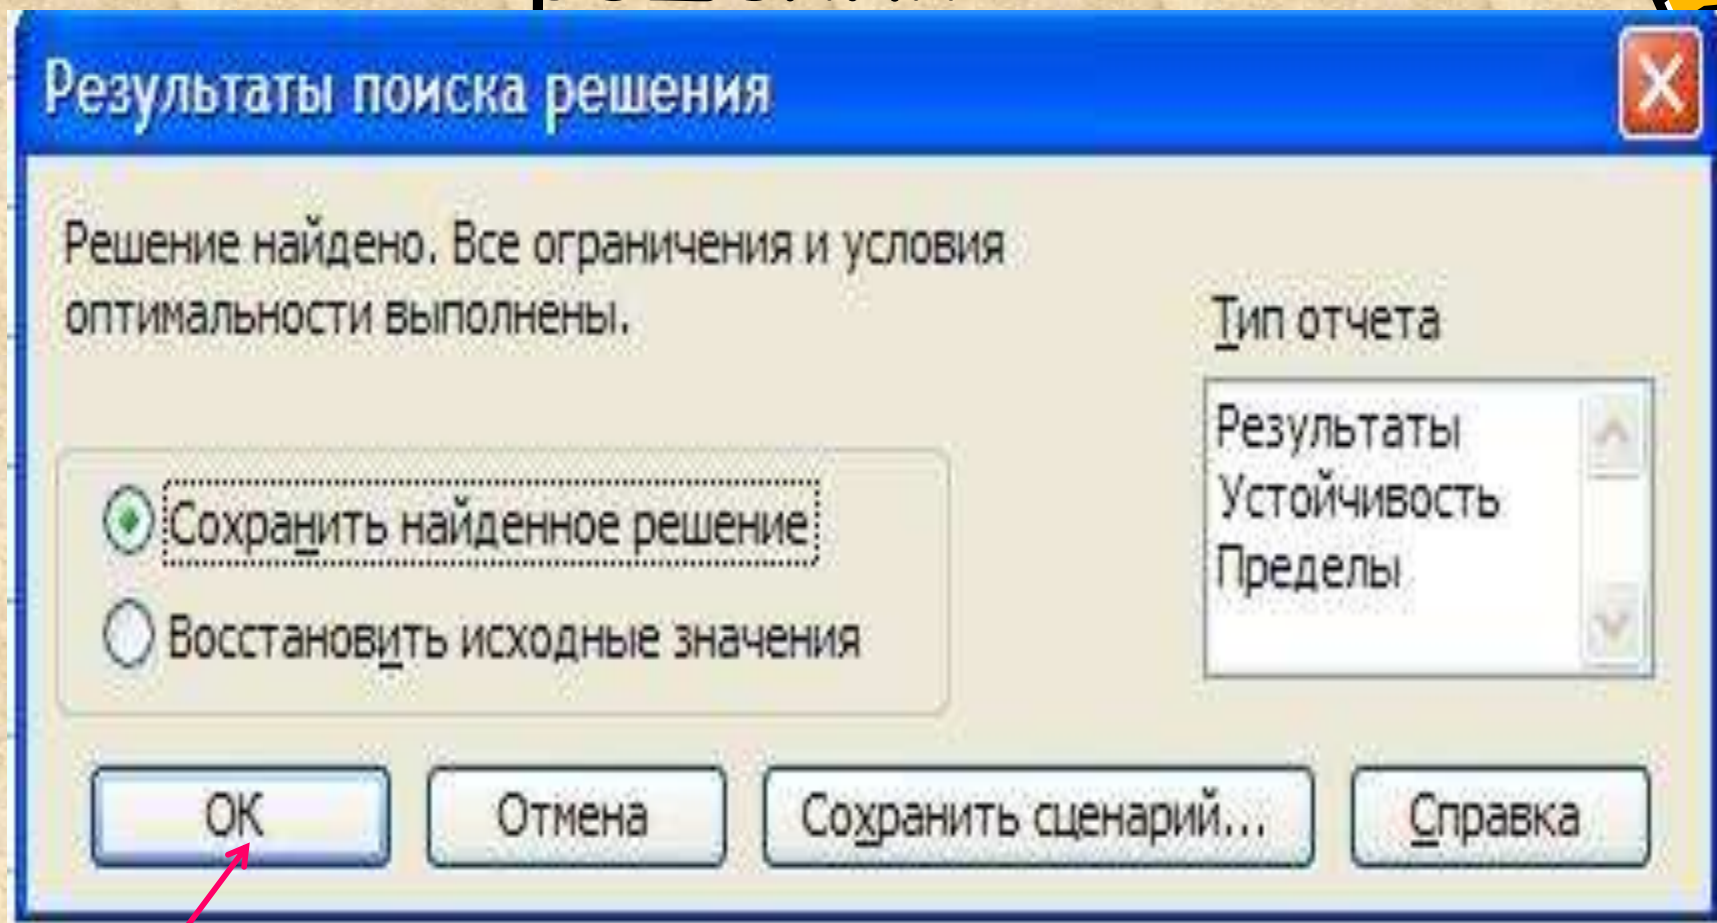 Результаты поиска решения
Решение найдено. Все ограничения и условия
оптимальности выполнены.
Тип отчета
Результаты
Устойчивость
Пределы
Сохранить найденное решение
Восстановить исходные значения
ОК
Отмена
Сохранить сценарий...
Справка